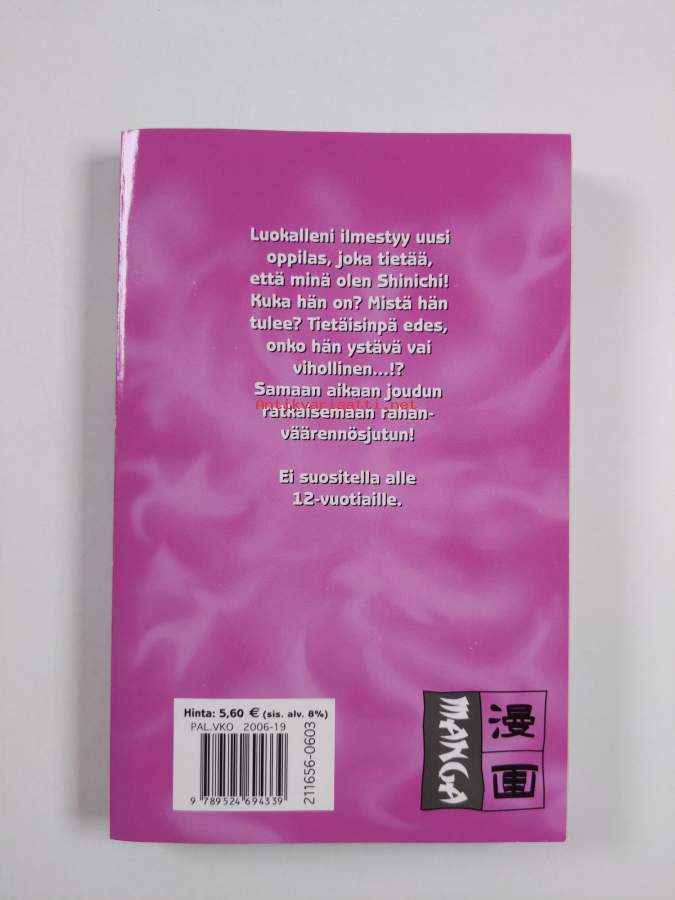 Luokalleni ilmestyy uusi
oppilas, joka tietää,
että minä olen Shinichi!
Kuka hän on? Mistä hän
tulee? Tietäisinpä edes,
onko hän ystävä vai
vihollinen...!?
Samaan aikaan joudun
Antikvariaatti.net
ratkaisemaan rahan-
väärennösjutun!
Ei suositella alle
12-vuotiaille.
Hinta: 5,60 € (sis. alv. 8%)
PAL.VKO 2006-19
9 789524 694339
211656-0603
MANGA
漫画